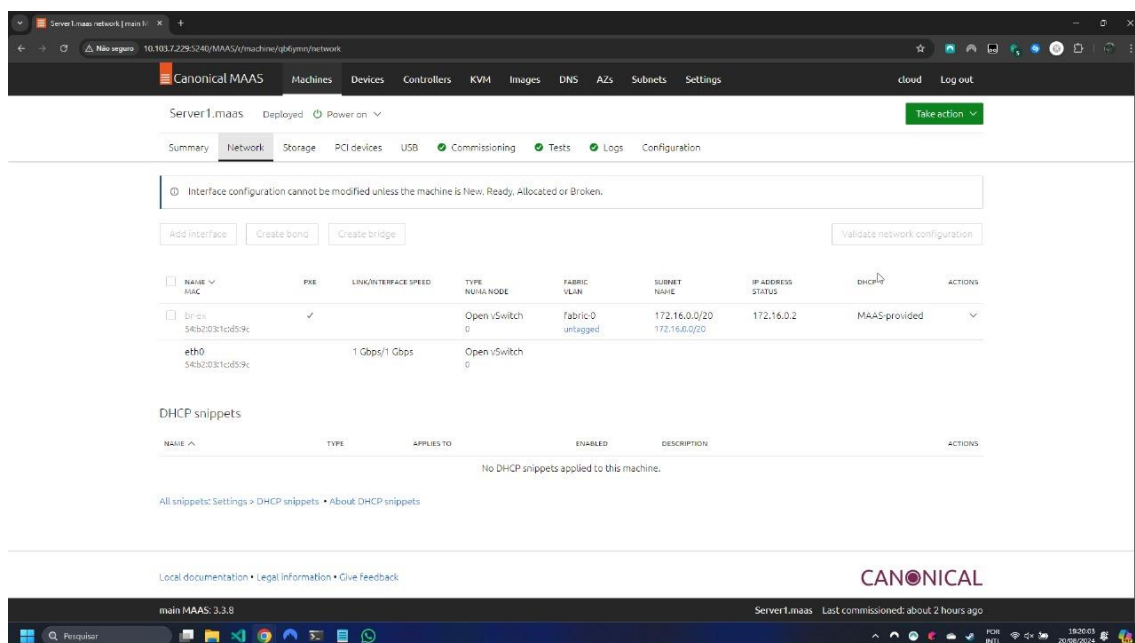 Server1.maas network | main M
Não seguro 10.103.7.229:5240/MAAS/r/machine/qb6ymn/network
Canonical MAAS Machines Devices Controllers KVM Images DNS AZs Subnets Settings cloud Log out
Server1.maas Deployed Power on Take action
Summary Network Storage PCI devices USB Commissioning Tests Logs Configuration
Interface configuration cannot be modified unless the machine is New, Ready, Allocated or Broken.
Add interface Create bond Create bridge Validate network configuration
NAME PXE LINK/INTERFACE SPEED TYPE FABRIC SUBNET IP ADDRESS DHCP ACTIONS
MAC NUMA NODE VLAN NAME STATUS
br-ex Open vSwitch fabric-0 172.16.0.0/20 172.16.0.2 MAAS-provided
54:b2:03:1c:d5:9c 0 untagged 172.16.0.0/20
eth0 1 Gbps/1 Gbps Open vSwitch
54:b2:03:1c:d5:9c 0
DHCP snippets
NAME TYPE APPLIES TO ENABLED DESCRIPTION ACTIONS
No DHCP snippets applied to this machine.
All snippets: Settings > DHCP snippets • About DHCP snippets
Local documentation • Legal information • Give feedback CANONICAL
main MAAS: 3.3.8 Server1.maas Last commissioned: about 2 hours ago
Pesquisar POR 19:20:03
INTL 20/08/2024